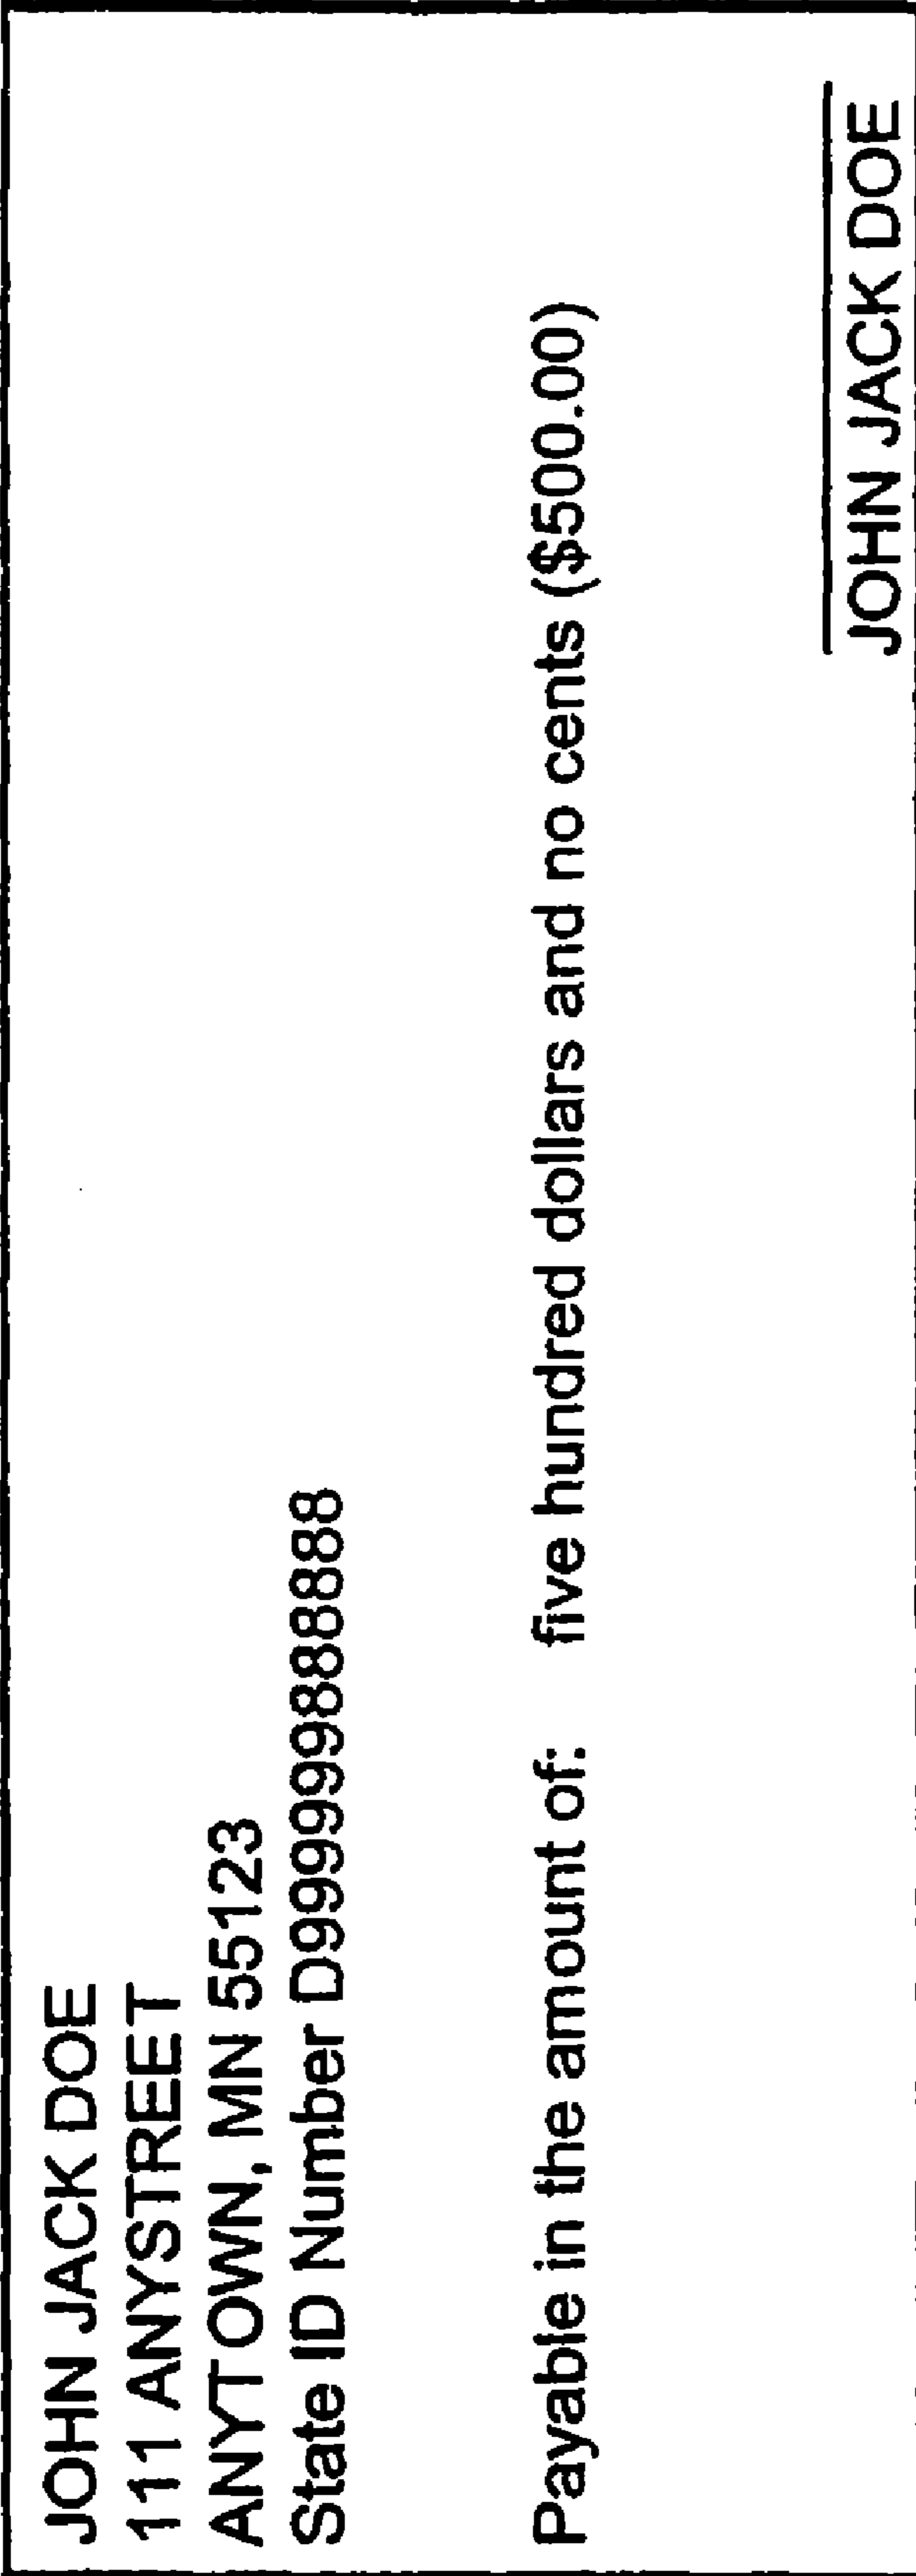 JOHN JACK DOE
111 ANYSTREET
ANYTOWN, MN 55123
State ID Number D999999888888
Payable in the amount of: five hundred dollars and no cents ($500.00)
JOHN JACK DOE